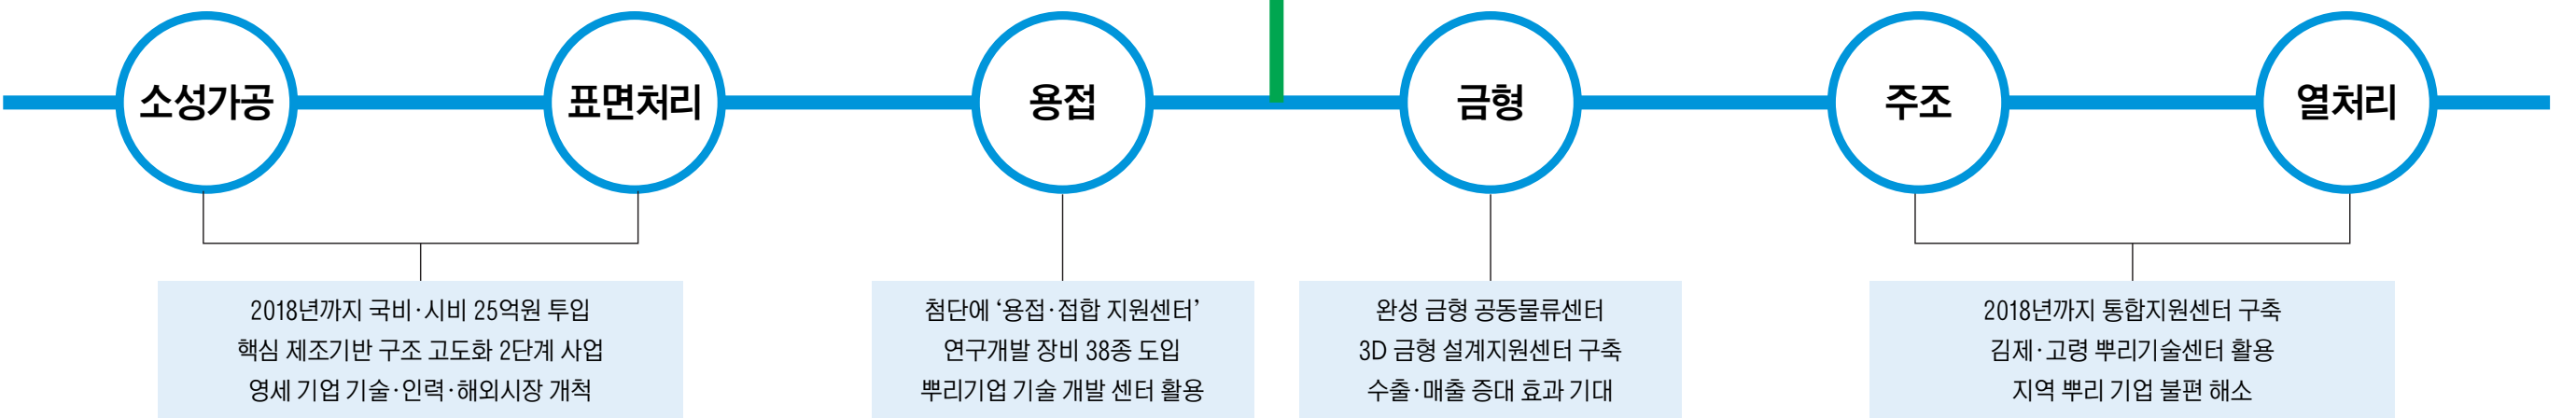 소성가공
표면처리
용접
금형
주조
열처리
2018년까지 국비·시비 25억원 투입
핵심 제조기반 구조 고도화 2단계 사업
영세 기업 기술·인력·해외시장 개척
첨단에 ‘용접·접합 지원센터’
연구개발 장비 38종 도입
뿌리기업 기술 개발 센터 활용
완성 금형 공동물류센터
3D 금형 설계지원센터 구축
수출·매출 증대 효과 기대
2018년까지 통합지원센터 구축
김제·고령 뿌리기술센터 활용
지역 뿌리 기업 불편 해소